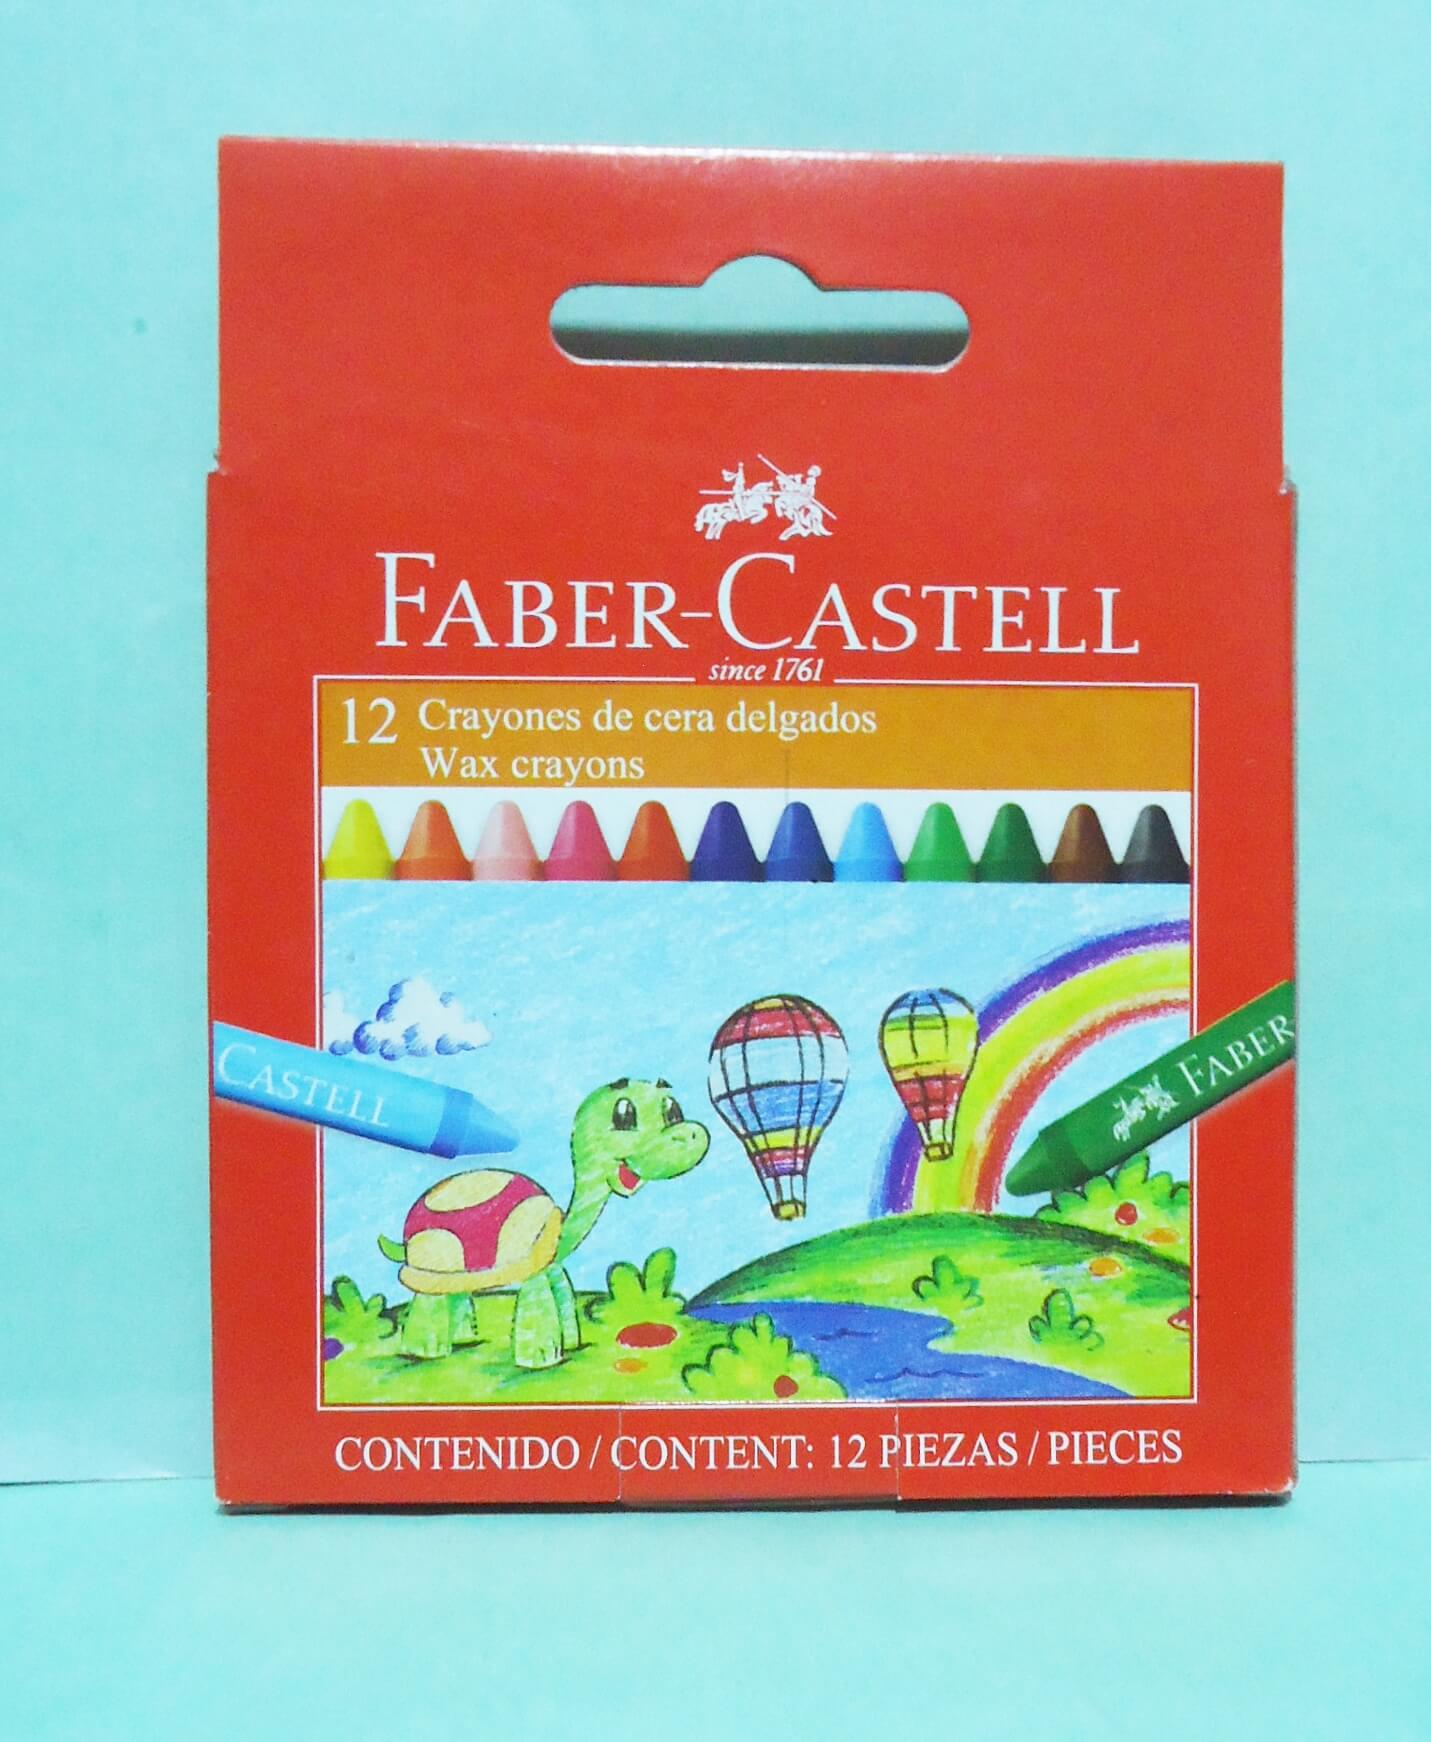 FABER-CASTELL
since 1761
12 Crayones de cera delgados
Wax crayons
CASTELL
FABER
CONTENIDO / CONTENT: 12 PIEZAS / PIECES